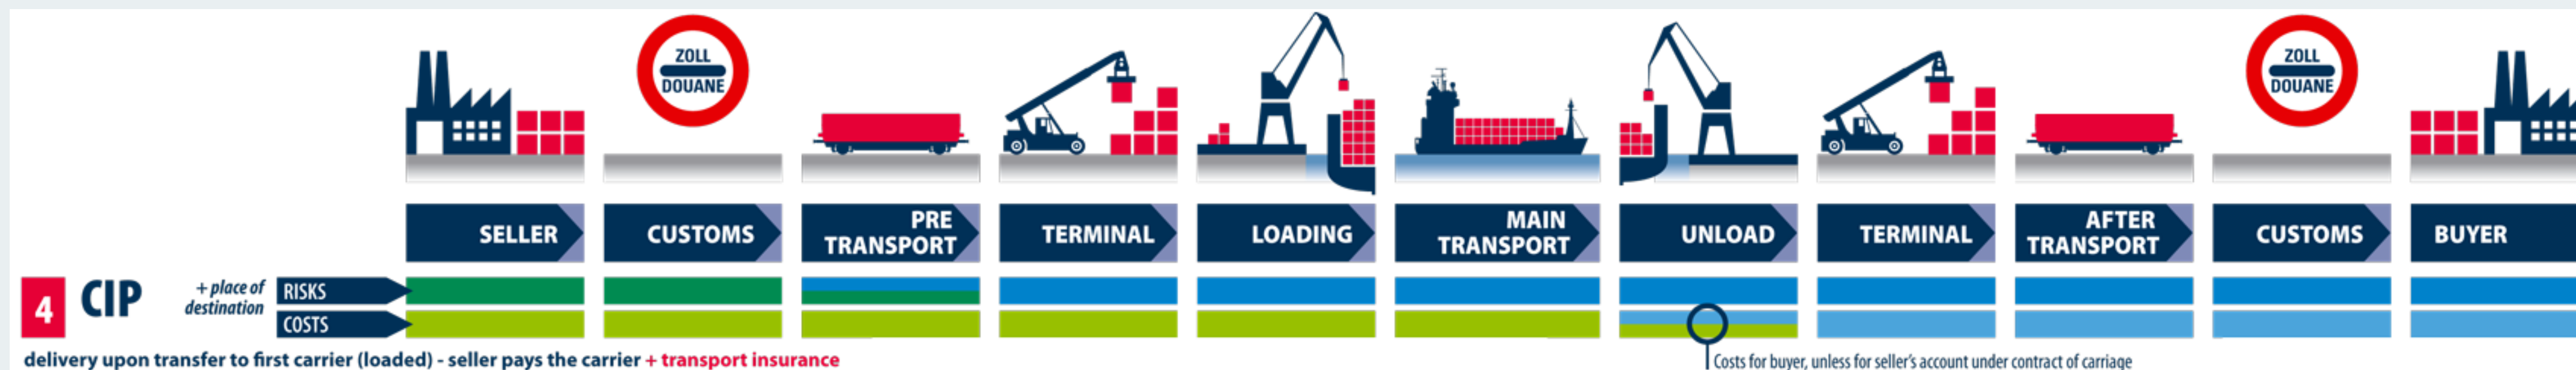 ZOLL
DOUANE
ZOLL
DOUANE
SELLER
CUSTOMS
PRE
TRANSPORT
TERMINAL
LOADING
MAIN
TRANSPORT
UNLOAD
TERMINAL
AFTER
TRANSPORT
CUSTOMS
BUYER
4 CIP
+ place of
destination
RISKS
COSTS
delivery upon transfer to first carrier (loaded) - seller pays the carrier + transport insurance
Costs for buyer, unless for seller's account under contract of carriage